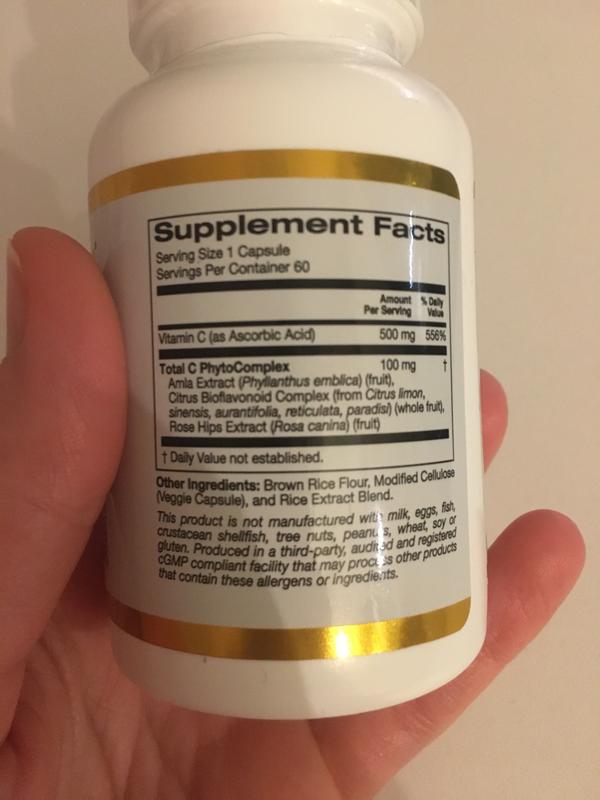 Supplement Facts
Serving Size 1 Capsule
Servings Per Container 60
Amount Per Serving % Daily Value
Vitamin C (as Ascorbic Acid) 500 mg 556%
Total C PhytoComplex 100 mg †
Amla Extract (Phyllanthus emblica) (fruit),
Citrus Bioflavonoid Complex (from Citrus limon,
sinensis, aurantifolia, reticulata, paradisi) (whole fruit),
Rose Hips Extract (Rosa canina) (fruit)
† Daily Value not established.
Other Ingredients: Brown Rice Flour, Modified Cellulose
(Veggie Capsule), and Rice Extract Blend.
This product is not manufactured with milk, eggs, fish,
crustacean shellfish, tree nuts, peanuts, wheat, soy or
gluten. Produced in a third-party, audited and registered
cGMP compliant facility that may process other products
that contain these allergens or ingredients.